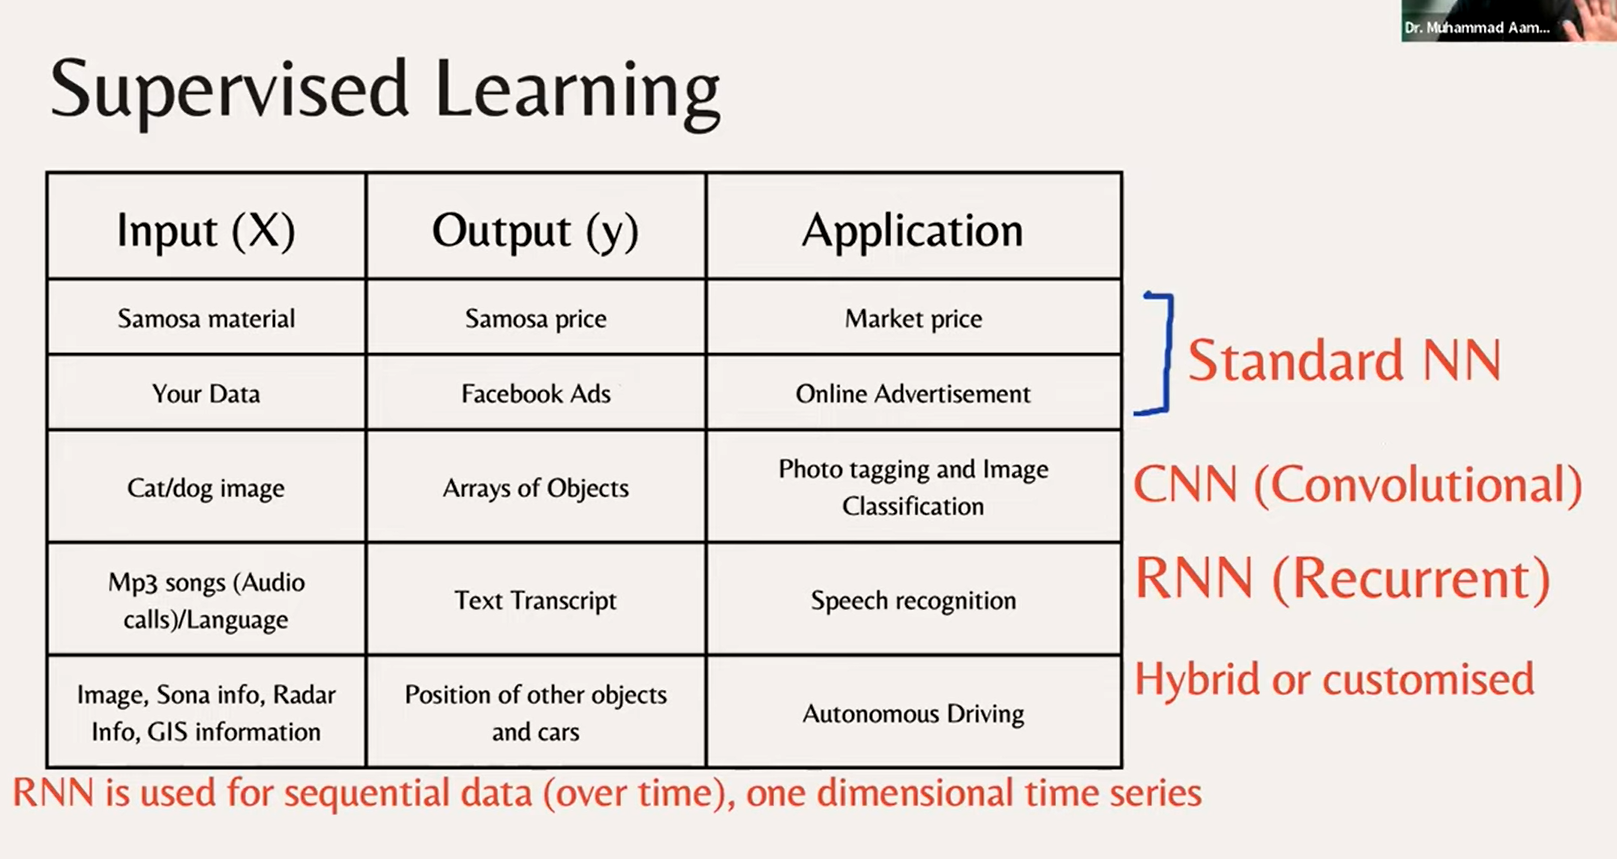 Dr. Muhammad Aam...
Supervised Learning
Input (X)
Output (y)
Application
Samosa material
Samosa price
Market price
Your Data
Facebook Ads
Online Advertisement
Standard NN
Cat/dog image
Arrays of Objects
Photo tagging and Image
Classification
CNN (Convolutional)
Mp3 songs (Audio
calls)/Language
Text Transcript
Speech recognition
RNN (Recurrent)
Image, Sona info, Radar
Info, GIS information
Position of other objects
and cars
Autonomous Driving
Hybrid or customised
RNN is used for sequential data (over time), one dimensional time series